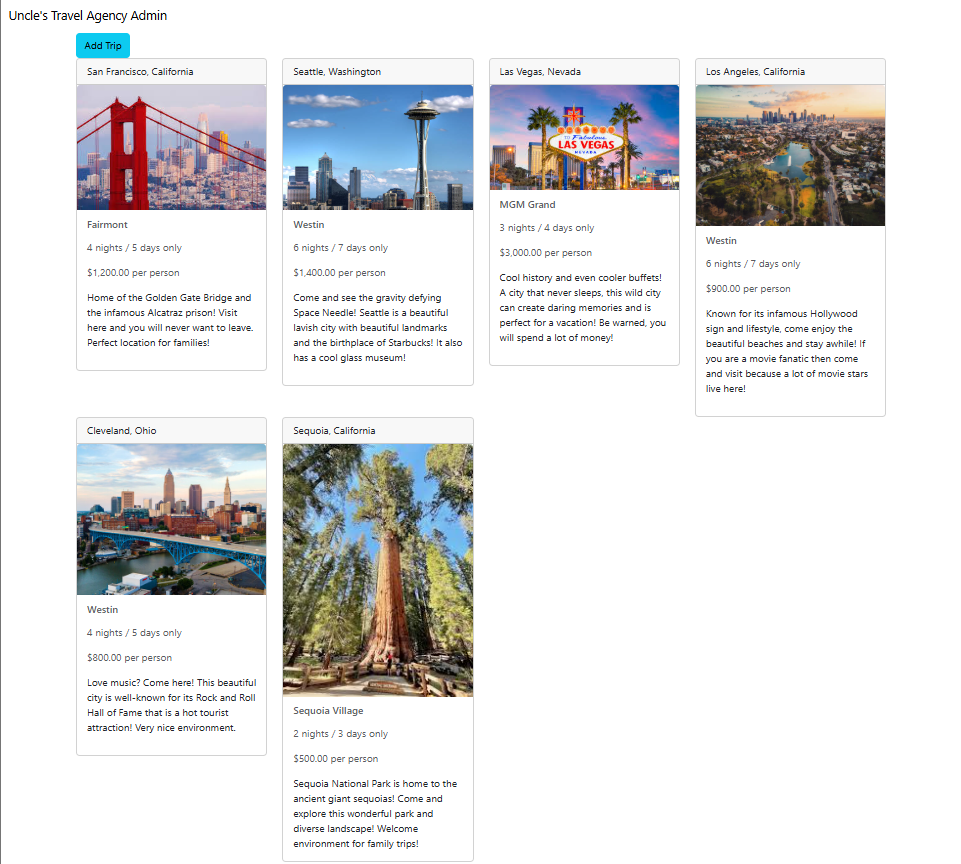 Uncle's Travel Agency Admin
Add Trip
San Francisco, California
Fairmont
4 nights / 5 days only
$1,200.00 per person
Home of the Golden Gate Bridge and
the infamous Alcatraz prison! Visit
here and you will never want to leave.
Perfect location for families!
Seattle, Washington
Westin
6 nights / 7 days only
$1,400.00 per person
Come and see the gravity defying
Space Needle! Seattle is a beautiful
lavish city with beautiful landmarks
and the birthplace of Starbucks! It also
has a cool glass museum!
Las Vegas, Nevada
TO Fabulous
LAS VEGAS
NEVADA
MGM Grand
3 nights / 4 days only
$3,000.00 per person
Cool history and even cooler buffets!
A city that never sleeps, this wild city
can create daring memories and is
perfect for a vacation! Be warned, you
will spend a lot of money!
Los Angeles, California
Westin
6 nights / 7 days only
$900.00 per person
Known for its infamous Hollywood
sign and lifestyle, come enjoy the
beautiful beaches and stay awhile! If
you are a movie fanatic then come
and visit because a lot of movie stars
live here!
Cleveland, Ohio
Westin
4 nights / 5 days only
$800.00 per person
Love music? Come here! This beautiful
city is well-known for its Rock and Roll
Hall of Fame that is a hot tourist
attraction! Very nice environment.
Sequoia, California
Sequoia Village
2 nights / 3 days only
$500.00 per person
Sequoia National Park is home to the
ancient giant sequoias! Come and
explore this wonderful park and
diverse landscape! Welcome
environment for family trips!